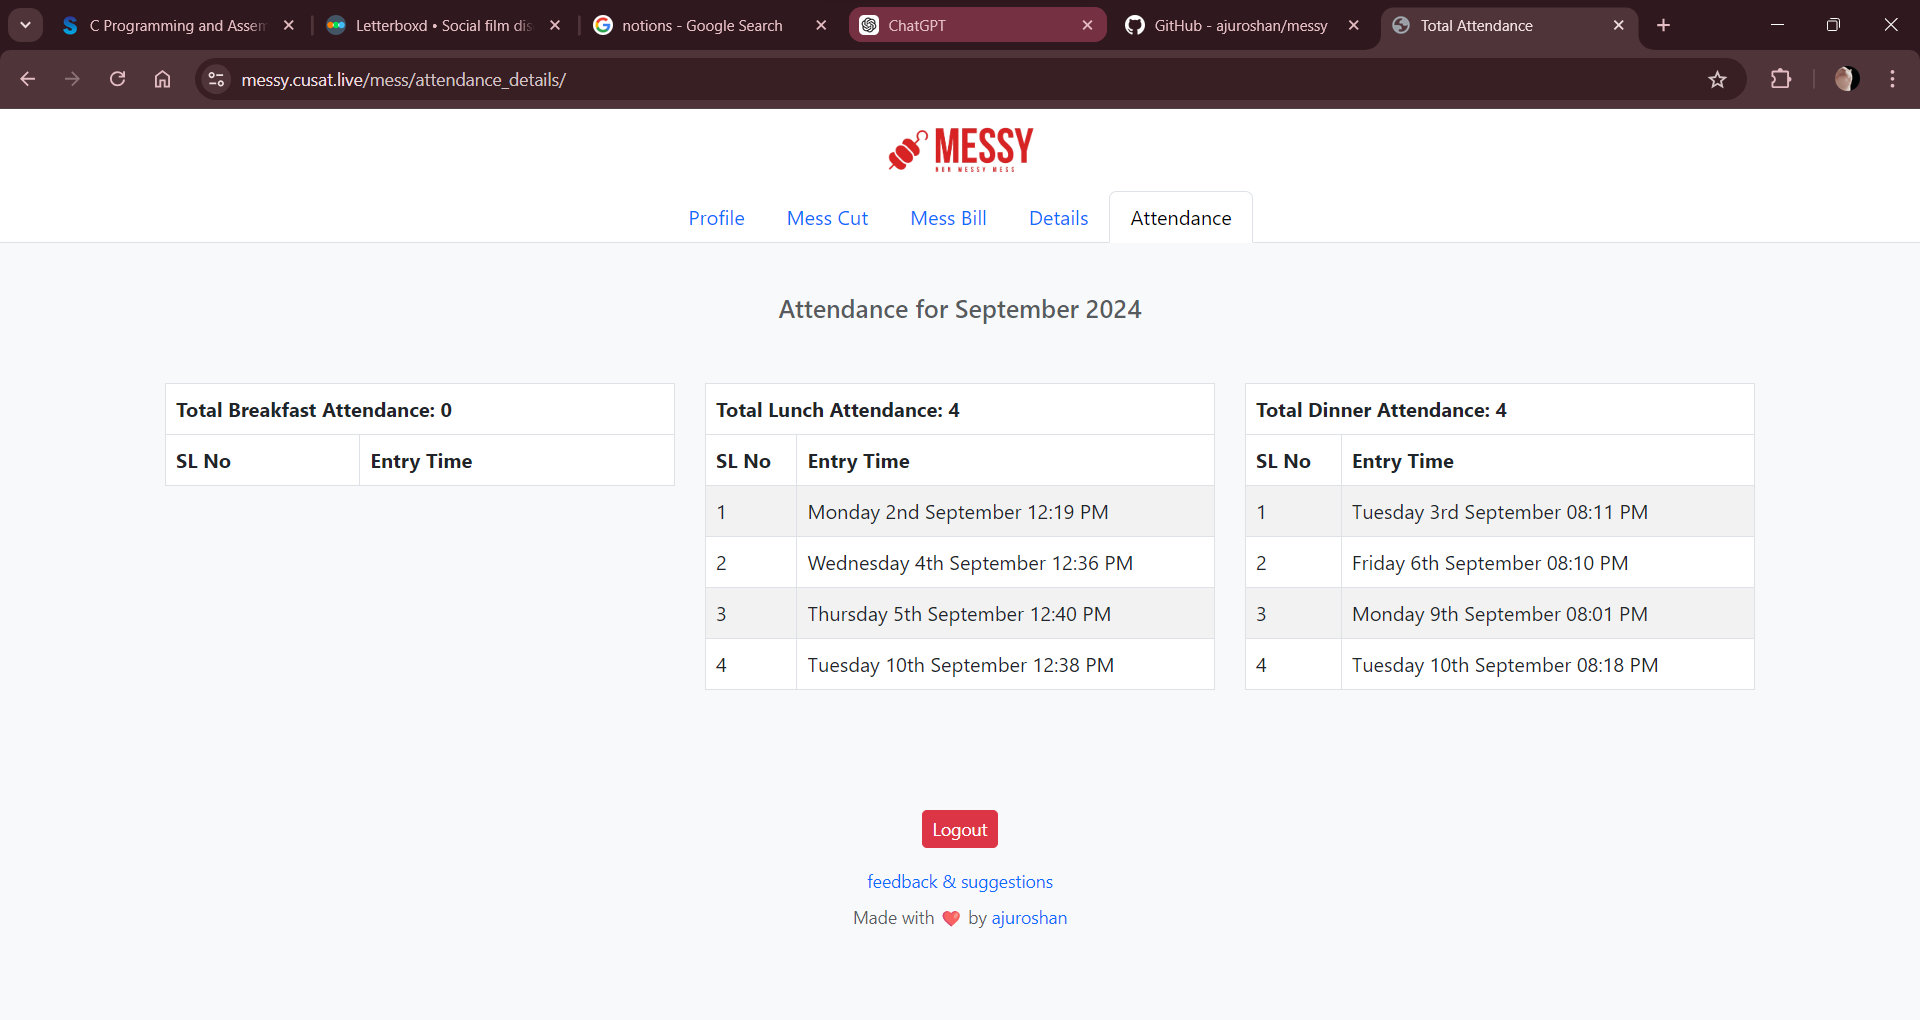 C Programming and Assem
Letterboxd • Social film dis
notions - Google Search
ChatGPT
GitHub - ajuroshan/messy
Total Attendance
messy.cusat.live/mess/attendance_details/
MESSY
MESSY MESS
Profile
Mess Cut
Mess Bill
Details
Attendance
Attendance for September 2024
Total Breakfast Attendance: 0
SL No Entry Time
Total Lunch Attendance: 4
SL No Entry Time
1 Monday 2nd September 12:19 PM
2 Wednesday 4th September 12:36 PM
3 Thursday 5th September 12:40 PM
4 Tuesday 10th September 12:38 PM
Total Dinner Attendance: 4
SL No Entry Time
1 Tuesday 3rd September 08:11 PM
2 Friday 6th September 08:10 PM
3 Monday 9th September 08:01 PM
4 Tuesday 10th September 08:18 PM
Logout
feedback & suggestions
Made with ❤️ by ajuroshan